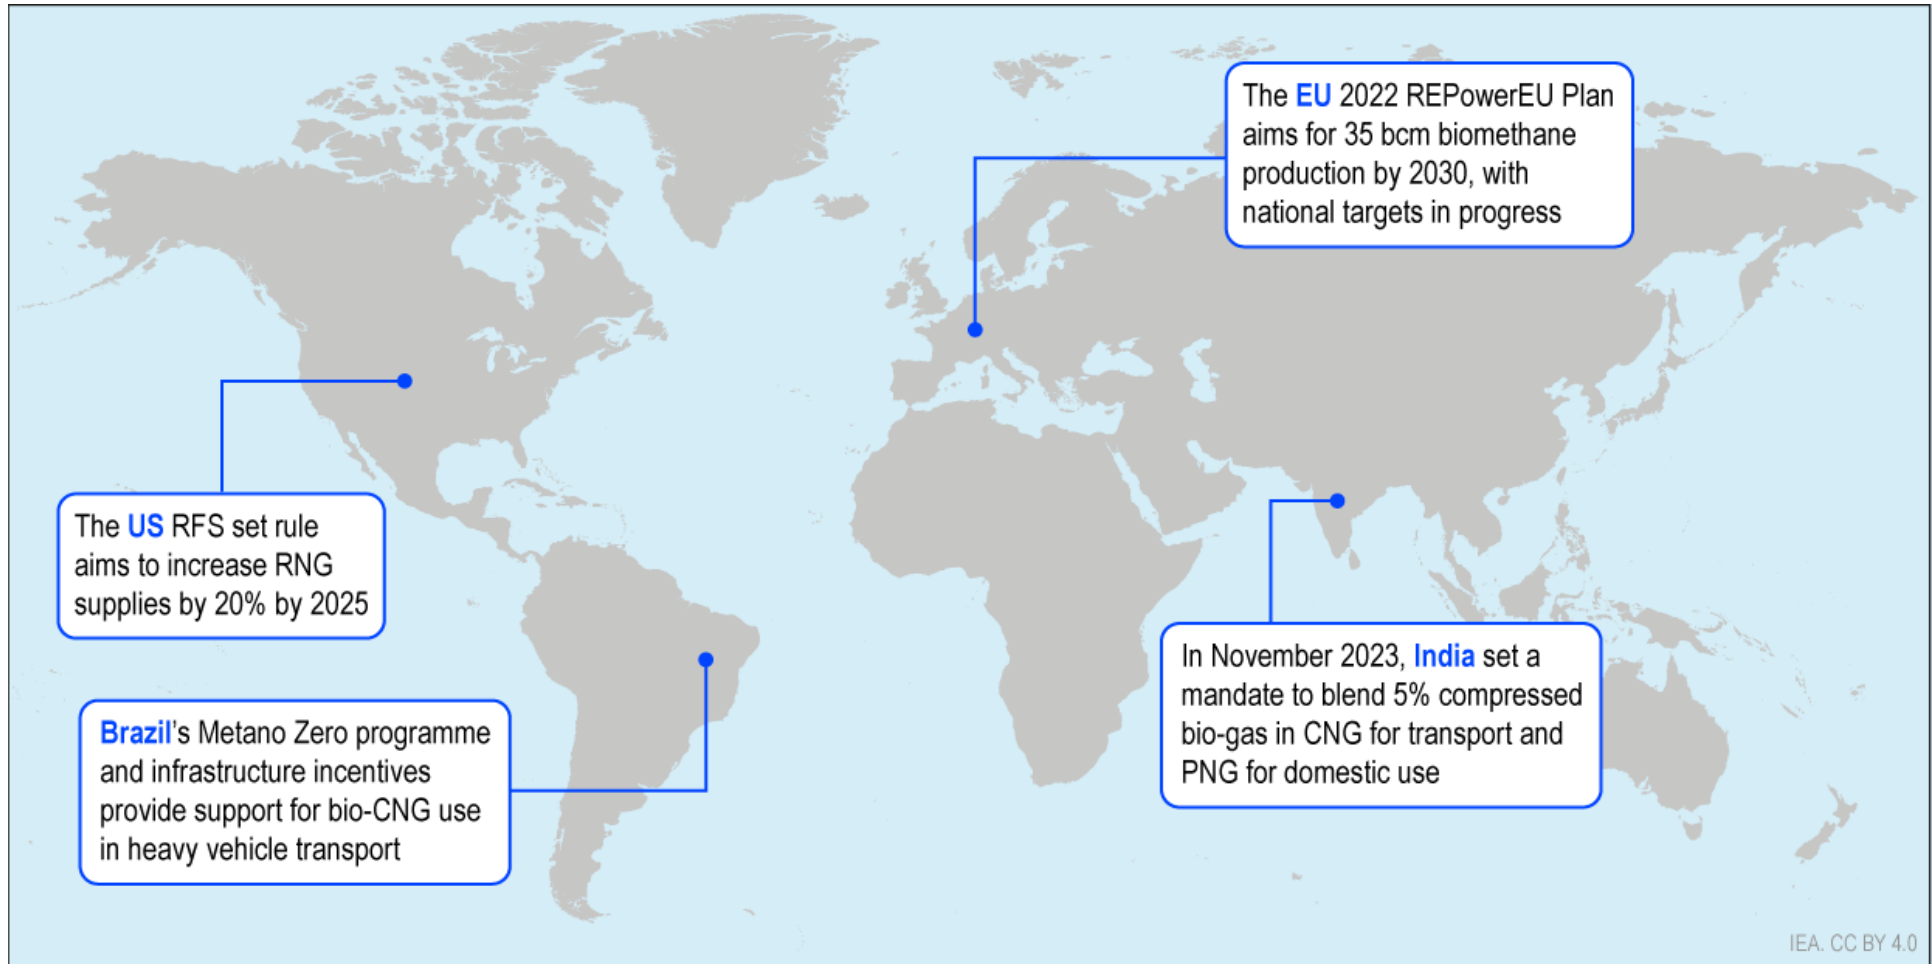 The EU 2022 REPowerEU Plan
aims for 35 bcm biomethane
production by 2030, with
national targets in progress
The US RFS set rule
aims to increase RNG
supplies by 20% by 2025
In November 2023, India set a
mandate to blend 5% compressed
bio-gas in CNG for transport and
PNG for domestic use
Brazil's Metano Zero programme
and infrastructure incentives
provide support for bio-CNG use
in heavy vehicle transport
IEA. CC BY 4.0